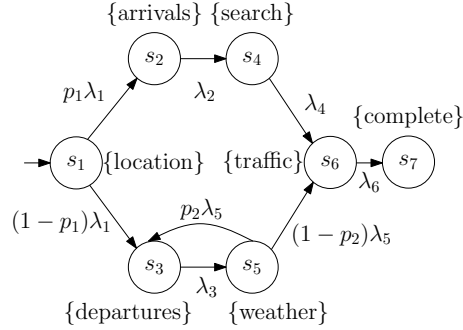 {arrivals} {search}
s₂ s₄
λ₂
p₁λ₁ λ₄
{complete}
s₁ {location} {traffic} s₆ s₇
λ₆
(1 − p₁)λ₁ p₂λ₅ (1 − p₂)λ₅
s₃ s₅
λ₃
{departures} {weather}